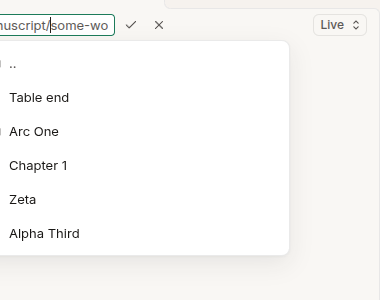 nuscript/some-wo
Live
..
Table end
Arc One
Chapter 1
Zeta
Alpha Third